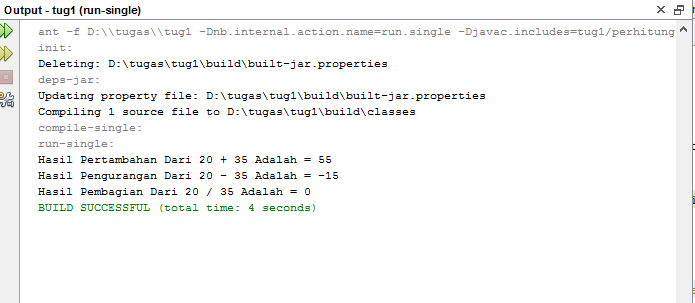 Output - tug1 (run-single)
ant -f D:\\tugas\\tug1 -Dnb.internal.action.name=run.single -Djavac.includes=tug1/perhitung
init:
Deleting: D:\tugas\tug1\build\built-jar.properties
deps-jar:
Updating property file: D:\tugas\tug1\build\built-jar.properties
Compiling 1 source file to D:\tugas\tug1\build\classes
compile-single:
run-single:
Hasil Pertambahan Dari 20 + 35 Adalah = 55
Hasil Pengurangan Dari 20 - 35 Adalah = -15
Hasil Pembagian Dari 20 / 35 Adalah = 0
BUILD SUCCESSFUL (total time: 4 seconds)